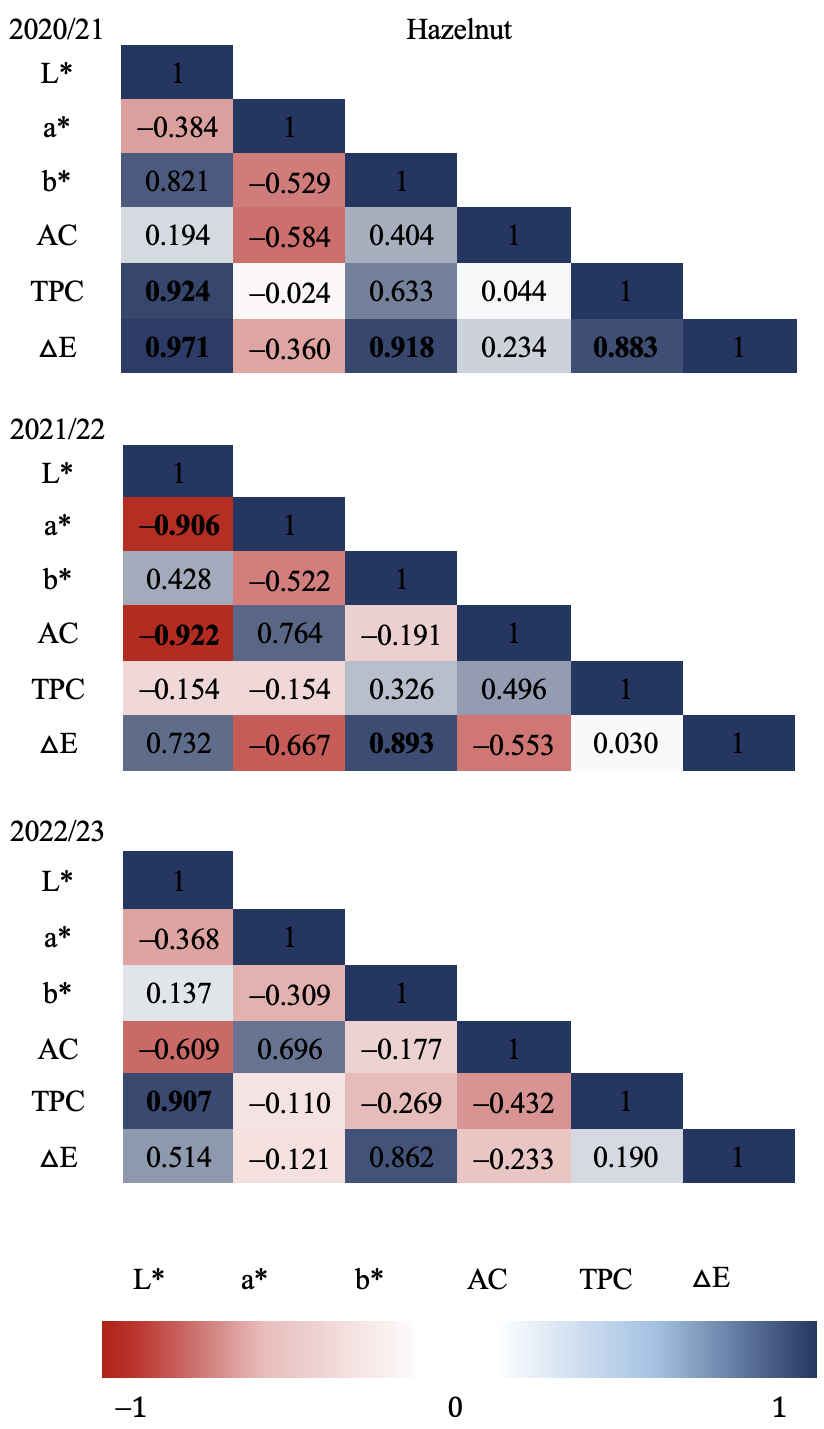 2020/21 Hazelnut
L* 1
a* –0.384 1
b* 0.821 –0.529 1
AC 0.194 –0.584 0.404 1
TPC 0.924 –0.024 0.633 0.044 1
△E 0.971 –0.360 0.918 0.234 0.883 1
2021/22
L* 1
a* –0.906 1
b* 0.428 –0.522 1
AC –0.922 0.764 –0.191 1
TPC –0.154 –0.154 0.326 0.496 1
△E 0.732 –0.667 0.893 –0.553 0.030 1
2022/23
L* 1
a* –0.368 1
b* 0.137 –0.309 1
AC –0.609 0.696 –0.177 1
TPC 0.907 –0.110 –0.269 –0.432 1
△E 0.514 –0.121 0.862 –0.233 0.190 1
L* a* b* AC TPC △E
–1 0 1